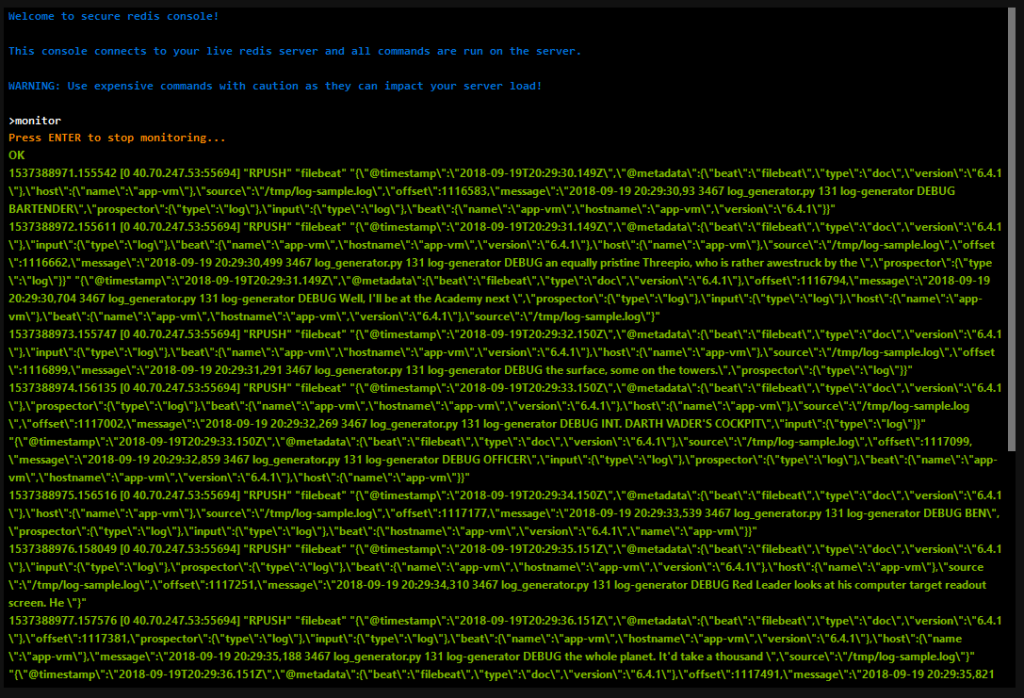 Welcome to secure redis console!
This console connects to your live redis server and all commands are run on the server.
WARNING: Use expensive commands with caution as they can impact your server load!
>monitor
Press ENTER to stop monitoring...
OK
1537388971.155542 [0 40.70.247.53:55694] "RPUSH" "filebeat" "{\"@timestamp\":\"2018-09-19T20:29:30.149Z\",\"@metadata\":{\"beat\":\"filebeat\",\"type\":\"doc\",\"version\":\"6.4.1
\"},\"host\":{\"name\":\"app-vm\"},\"source\":\"/tmp/log-sample.log\",\"offset\":1116583,\"message\":\"2018-09-19 20:29:30,93 3467 log_generator.py 131 log-generator DEBUG
BARTENDER\",\"prospector\":{\"type\":\"log\"},\"input\":{\"type\":\"log\"},\"beat\":{\"name\":\"app-vm\",\"hostname\":\"app-vm\",\"version\":\"6.4.1\"}}"
1537388972.155611 [0 40.70.247.53:55694] "RPUSH" "filebeat" "{\"@timestamp\":\"2018-09-19T20:29:31.149Z\",\"@metadata\":{\"beat\":\"filebeat\",\"type\":\"doc\",\"version\":\"6.4.1
\"},\"input\":{\"type\":\"log\"},\"beat\":{\"name\":\"app-vm\",\"hostname\":\"app-vm\",\"version\":\"6.4.1\"},\"host\":{\"name\":\"app-vm\"},\"source\":\"/tmp/log-sample.log\",\"offset
\":1116662,\"message\":\"2018-09-19 20:29:30,499 3467 log_generator.py 131 log-generator DEBUG an equally pristine Threepio, who is rather awestruck by the \",\"prospector\":{\"type
\":\"log\"}}" "{\"@timestamp\":\"2018-09-19T20:29:31.149Z\",\"@metadata\":{\"beat\":\"filebeat\",\"type\":\"doc\",\"version\":\"6.4.1\"},\"offset\":1116794,\"message\":\"2018-09-19
20:29:30,704 3467 log_generator.py 131 log-generator DEBUG Well, I'll be at the Academy next \",\"prospector\":{\"type\":\"log\"},\"input\":{\"type\":\"log\"},\"host\":{\"name\":\"app-
vm\"},\"beat\":{\"name\":\"app-vm\",\"hostname\":\"app-vm\",\"version\":\"6.4.1\"},\"source\":\"/tmp/log-sample.log\"}"
1537388973.155747 [0 40.70.247.53:55694] "RPUSH" "filebeat" "{\"@timestamp\":\"2018-09-19T20:29:32.150Z\",\"@metadata\":{\"beat\":\"filebeat\",\"type\":\"doc\",\"version\":\"6.4.1
\"},\"input\":{\"type\":\"log\"},\"beat\":{\"name\":\"app-vm\",\"hostname\":\"app-vm\",\"version\":\"6.4.1\"},\"host\":{\"name\":\"app-vm\"},\"source\":\"/tmp/log-sample.log\",\"offset
\":1116899,\"message\":\"2018-09-19 20:29:31,291 3467 log_generator.py 131 log-generator DEBUG the surface, some on the towers.\",\"prospector\":{\"type\":\"log\"}}"
1537388974.156135 [0 40.70.247.53:55694] "RPUSH" "filebeat" "{\"@timestamp\":\"2018-09-19T20:29:33.150Z\",\"@metadata\":{\"beat\":\"filebeat\",\"type\":\"doc\",\"version\":\"6.4.1
\"},\"prospector\":{\"type\":\"log\"},\"beat\":{\"name\":\"app-vm\",\"hostname\":\"app-vm\",\"version\":\"6.4.1\"},\"host\":{\"name\":\"app-vm\"},\"source\":\"/tmp/log-sample.log
\",\"offset\":1117002,\"message\":\"2018-09-19 20:29:32,269 3467 log_generator.py 131 log-generator DEBUG INT. DARTH VADER'S COCKPIT\",\"input\":{\"type\":\"log\"}}"
"{\"@timestamp\":\"2018-09-19T20:29:33.150Z\",\"@metadata\":{\"beat\":\"filebeat\",\"type\":\"doc\",\"version\":\"6.4.1\"},\"source\":\"/tmp/log-sample.log\",\"offset\":1117099,
\"message\":\"2018-09-19 20:29:32,859 3467 log_generator.py 131 log-generator DEBUG OFFICER\",\"input\":{\"type\":\"log\"},\"prospector\":{\"type\":\"log\"},\"beat\":{\"name\":\"app-
vm\",\"hostname\":\"app-vm\",\"version\":\"6.4.1\"},\"host\":{\"name\":\"app-vm\"}}"
1537388975.156516 [0 40.70.247.53:55694] "RPUSH" "filebeat" "{\"@timestamp\":\"2018-09-19T20:29:34.150Z\",\"@metadata\":{\"beat\":\"filebeat\",\"type\":\"doc\",\"version\":\"6.4.1
\"},\"host\":{\"name\":\"app-vm\"},\"source\":\"/tmp/log-sample.log\",\"offset\":1117177,\"message\":\"2018-09-19 20:29:33,539 3467 log_generator.py 131 log-generator DEBUG BEN\",
\"prospector\":{\"type\":\"log\"},\"input\":{\"type\":\"log\"},\"beat\":{\"hostname\":\"app-vm\",\"version\":\"6.4.1\",\"name\":\"app-vm\"}}"
1537388976.158049 [0 40.70.247.53:55694] "RPUSH" "filebeat" "{\"@timestamp\":\"2018-09-19T20:29:35.151Z\",\"@metadata\":{\"beat\":\"filebeat\",\"type\":\"doc\",\"version\":\"6.4.1
\"},\"input\":{\"type\":\"log\"},\"prospector\":{\"type\":\"log\"},\"beat\":{\"name\":\"app-vm\",\"hostname\":\"app-vm\",\"version\":\"6.4.1\"},\"host\":{\"name\":\"app-vm\"},\"source
\":\"/tmp/log-sample.log\",\"offset\":1117251,\"message\":\"2018-09-19 20:29:34,310 3467 log_generator.py 131 log-generator DEBUG Red Leader looks at his computer target readout
screen. He \"}"
1537388977.157576 [0 40.70.247.53:55694] "RPUSH" "filebeat" "{\"@timestamp\":\"2018-09-19T20:29:36.151Z\",\"@metadata\":{\"beat\":\"filebeat\",\"type\":\"doc\",\"version\":\"6.4.1
\"},\"offset\":1117381,\"prospector\":{\"type\":\"log\"},\"input\":{\"type\":\"log\"},\"beat\":{\"name\":\"app-vm\",\"hostname\":\"app-vm\",\"version\":\"6.4.1\"},\"host\":{\"name
\":\"app-vm\"},\"message\":\"2018-09-19 20:29:35,188 3467 log_generator.py 131 log-generator DEBUG the whole planet. It'd take a thousand \",\"source\":\"/tmp/log-sample.log\"}"
"{\"@timestamp\":\"2018-09-19T20:29:36.151Z\",\"@metadata\":{\"beat\":\"filebeat\",\"type\":\"doc\",\"version\":\"6.4.1\"},\"offset\":1117491,\"message\":\"2018-09-19 20:29:35,821